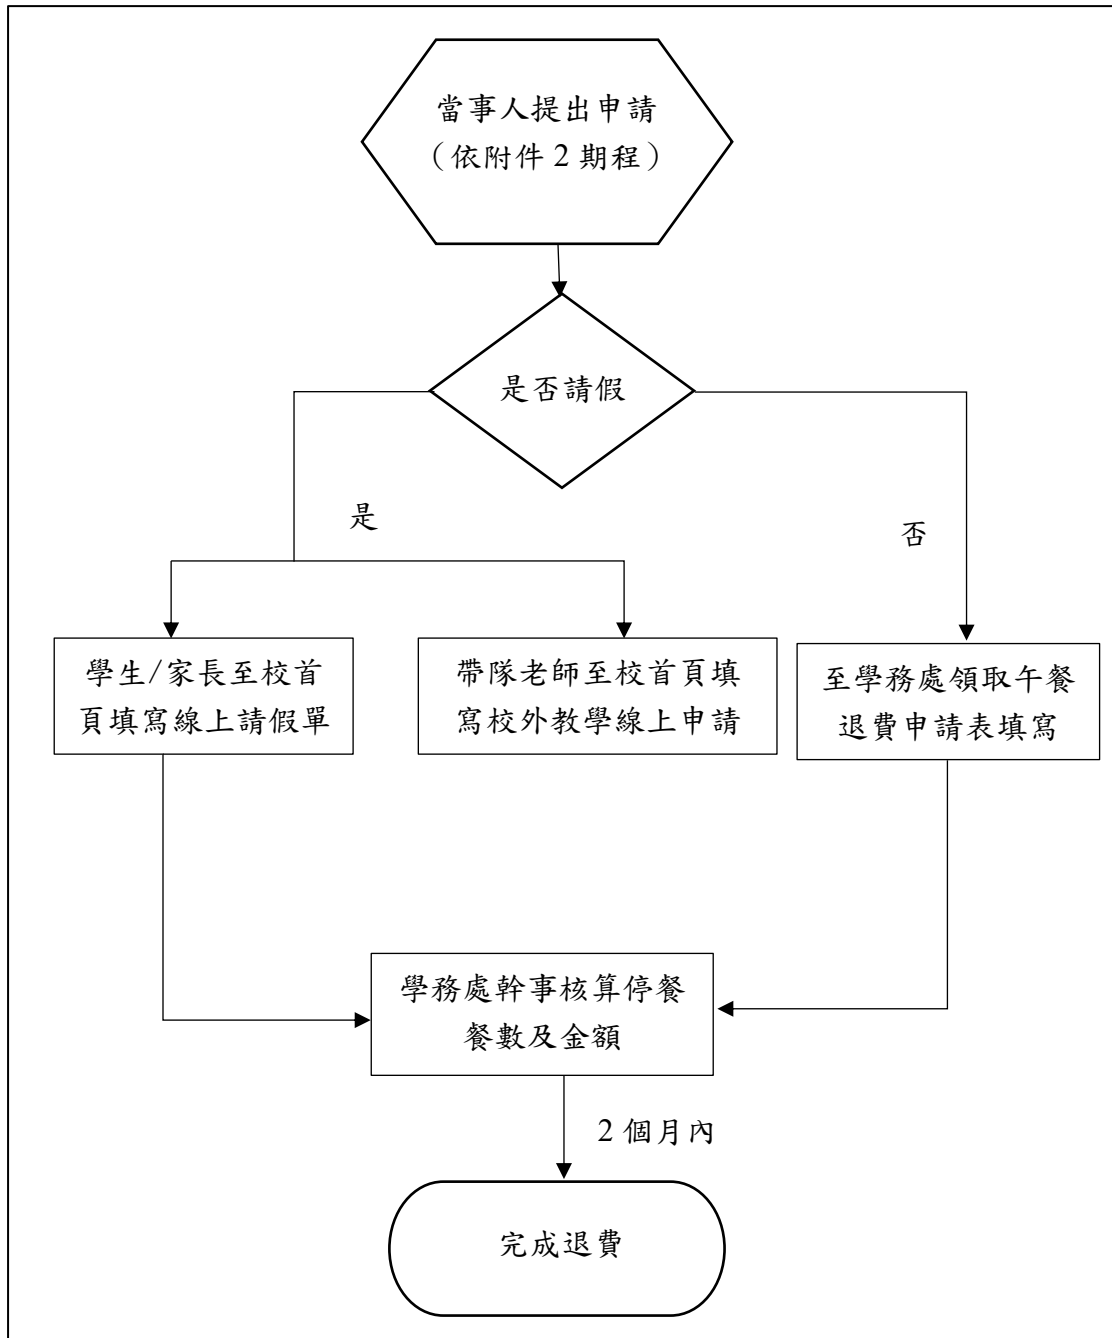 當事人提出申請
（依附件 2 期程）
是否請假
是
否
學生/家長至校首
頁填寫線上請假單
帶隊老師至校首頁填
寫校外教學線上申請
至學務處領取午餐
退費申請表填寫
學務處幹事核算停餐
餐數及金額
2 個月內
完成退費